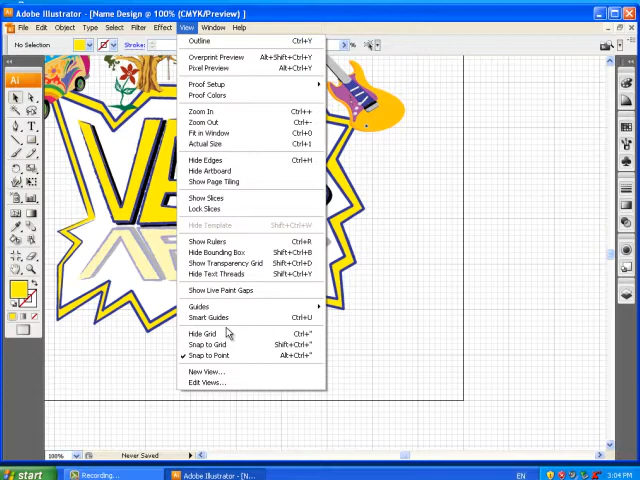 Adobe Illustrator - [Name Design @ 100% (CMYK/Preview) ]
File Edit Object Type Select Filter Effect View Window Help
No Selection Stroke:
Outline Ctrl+Y
Overprint Preview Alt+Shift+Ctrl+Y
Pixel Preview Alt+Ctrl+Y
Proof Setup
Proof Colors
Zoom In Ctrl++
Zoom Out Ctrl+-
Fit in Window Ctrl+0
Actual Size Ctrl+1
Hide Edges Ctrl+H
Hide Artboard
Show Page Tiling
Show Slices
Lock Slices
Hide Template Shift+Ctrl+W
Show Rulers Ctrl+R
Hide Bounding Box Shift+Ctrl+B
Show Transparency Grid Shift+Ctrl+D
Hide Text Threads Shift+Ctrl+Y
Show Live Paint Gaps
Guides
Smart Guides Ctrl+U
Hide Grid Ctrl+"
Snap to Grid Shift+Ctrl+"
Snap to Point Alt+Ctrl+"
New View...
Edit Views...
Ai
100% Never Saved
start Recording... Adobe Illustrator - [N... EN 3:04 PM